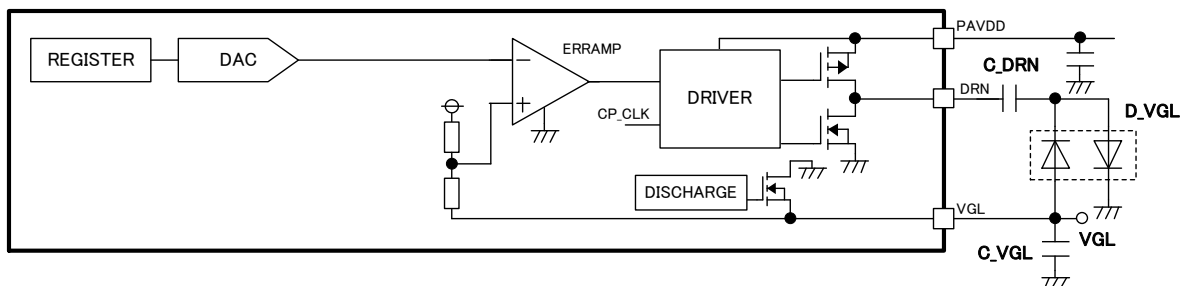 PAVDD
ERRAMP
REGISTER
DAC
C_DRN
DRIVER
DRN
CP_CLK
D_VGL
DISCHARGE
VGL
VGL
C_VGL